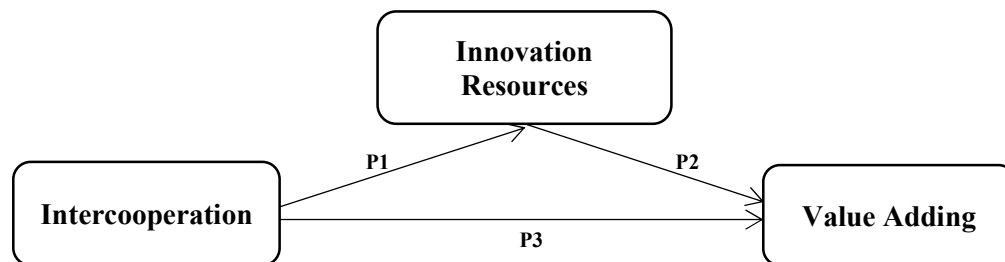 Innovation
Resources
P1
P2
Intercooperation
Value Adding
P3